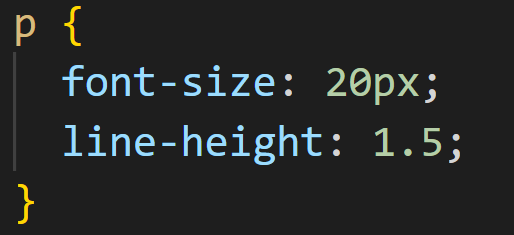 p {
  font-size: 20px;
  line-height: 1.5;
}